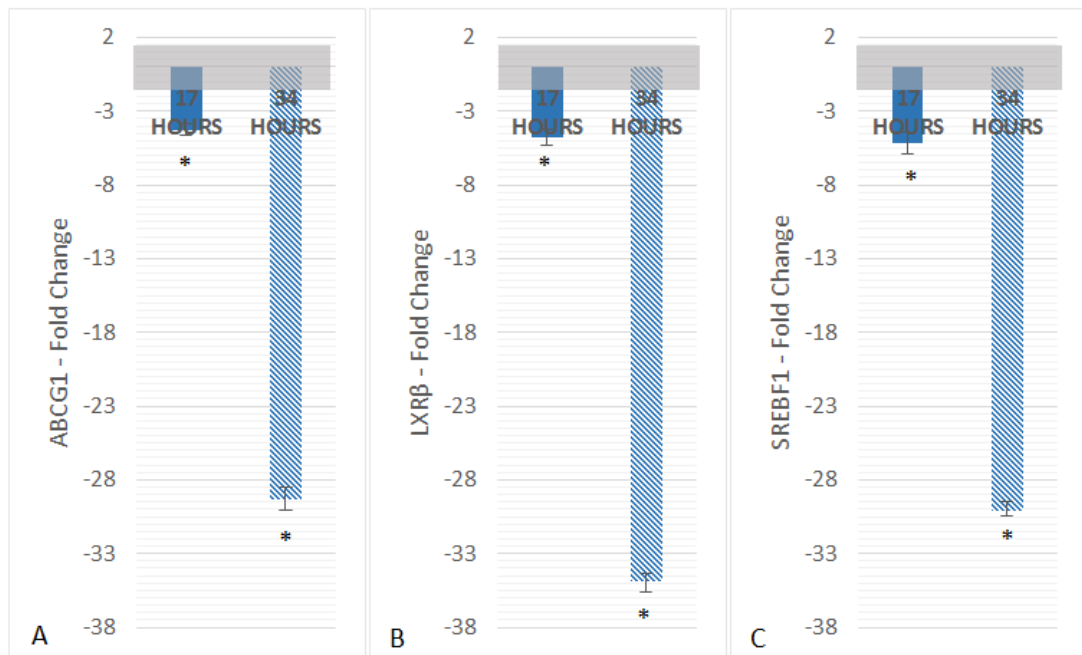 ABCG1 - Fold Change
2
-3
-8
-13
-18
-23
-28
-33
-38
17 HOURS
34 HOURS
*
*
A
LXRβ - Fold Change
2
-3
-8
-13
-18
-23
-28
-33
-38
17 HOURS
34 HOURS
*
*
B
SREBF1 - Fold Change
2
-3
-8
-13
-18
-23
-28
-33
-38
17 HOURS
34 HOURS
*
*
C